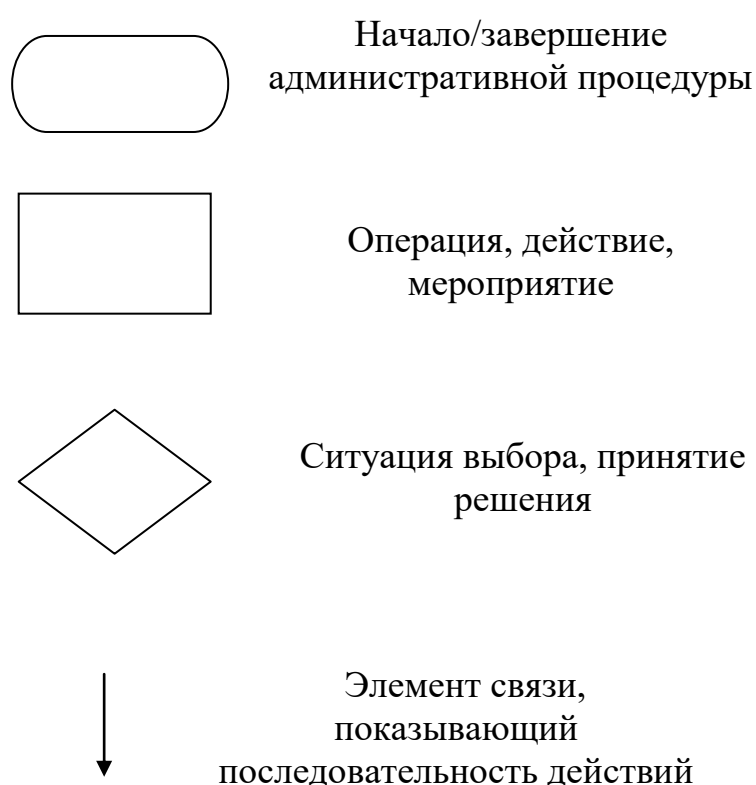 Начало/завершение
административной процедуры
Операция, действие,
мероприятие
Ситуация выбора, принятие
решения
Элемент связи,
показывающий
последовательность действий